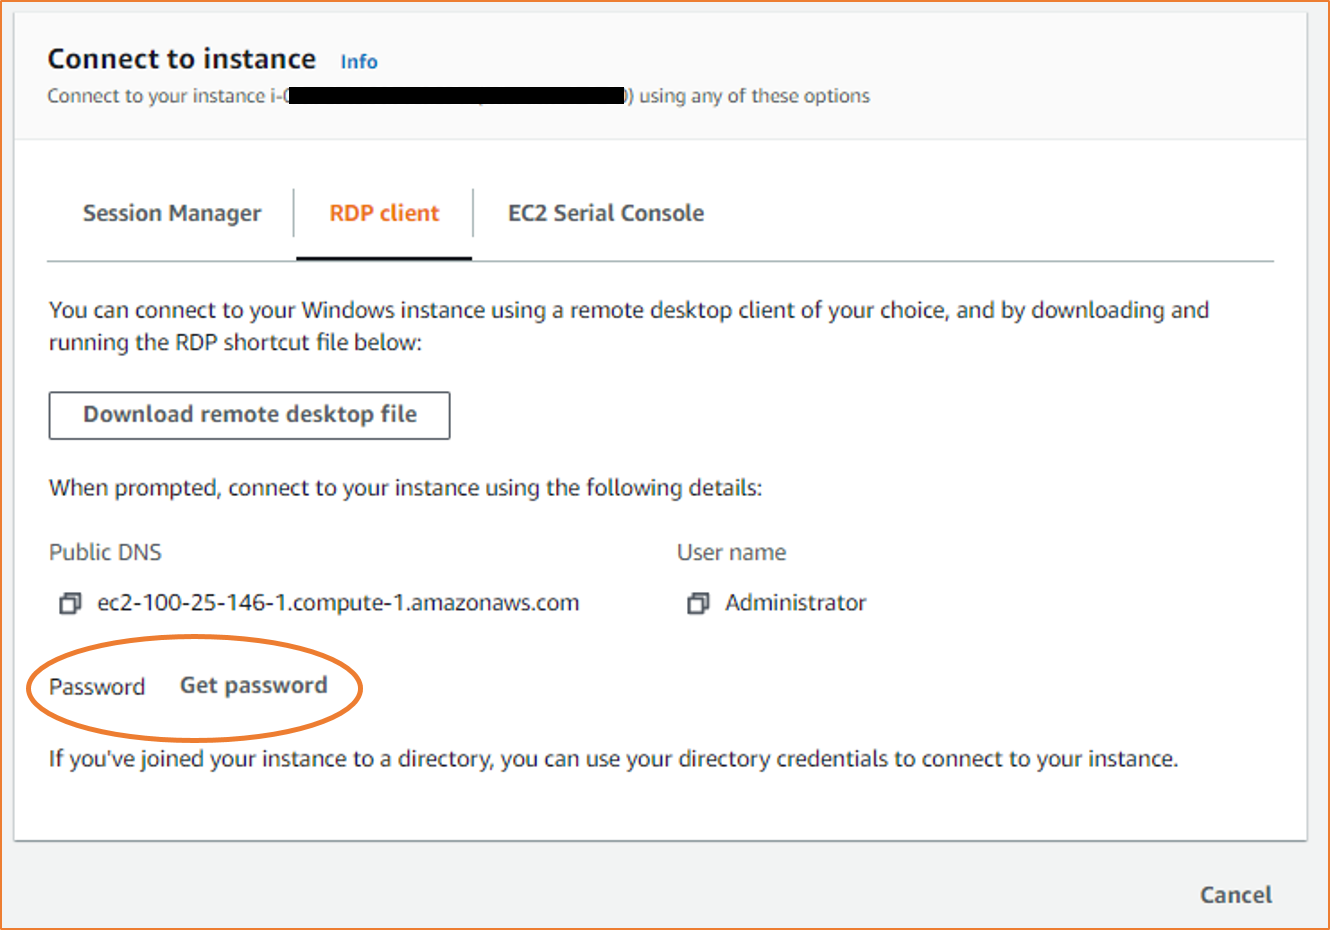 Connect to instance Info
Connect to your instance i- ) using any of these options
Session Manager RDP client EC2 Serial Console
You can connect to your Windows instance using a remote desktop client of your choice, and by downloading and
running the RDP shortcut file below:
Download remote desktop file
When prompted, connect to your instance using the following details:
Public DNS User name
ec2-100-25-146-1.compute-1.amazonaws.com Administrator
Password Get password
If you've joined your instance to a directory, you can use your directory credentials to connect to your instance.
Cancel